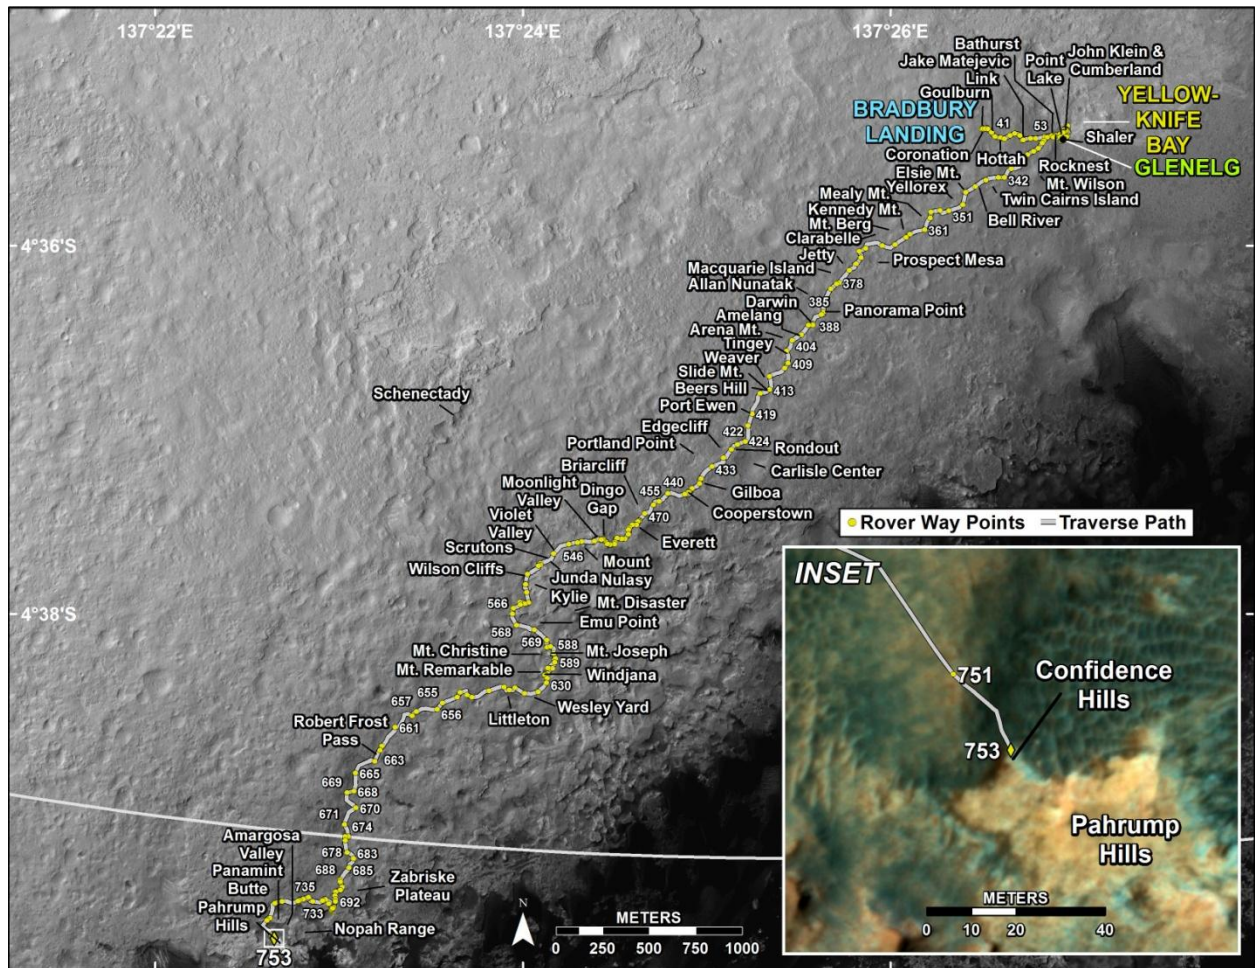 137°22'E
137°24'E
137°26'E
Bathurst
Jake Matejevic
Link
Goulburn
Point
Lake
John Klein &
Cumberland
BRADBURY
LANDING
41
53
YELLOW-
KNIFE
BAY
Shaler
GLENELG
Coronation
Hottah
Rocknest
Mt. Wilson
Elsie Mt.
342
Twin Cairns Island
Yellorex
351
Bell River
Mealy Mt.
Kennedy Mt.
Mt. Berg
361
Clarabelle
4°36'S
Prospect Mesa
Jetty
Macquarie Island
378
Allan Nunatak
385
Panorama Point
Darwin
388
Amelang
Arena Mt.
404
Tingey
409
Weaver
Slide Mt.
413
Beers Hill
Schenectady
Port Ewen
419
422
424
Edgecliff
Rondout
Portland Point
433
Carlisle Center
Briarcliff
Gilboa
440
Cooperstown
455
Moonlight
Valley
Dingo
Gap
470
Everett
Violet
Valley
546
Mount
Nulasy
Scrutons
Wilson Cliffs
Junda
Kylie
566
Mt. Disaster
4°38'S
568
Emu Point
569
588
Mt. Christine
Mt. Joseph
589
Mt. Remarkable
Windjana
630
Wesley Yard
Littleton
655
657
656
661
Robert Frost
Pass
663
665
669
668
670
671
674
678
683
688
685
Amargosa
Valley
Panamint
Butte
735
Zabriske
Plateau
692
733
Pahrump
Hills
Nopah Range
753
N
METERS
0 250 500 750 1000
Rover Way Points
Traverse Path
INSET
751
Confidence
Hills
753
Pahrump
Hills
METERS
0 10 20 40